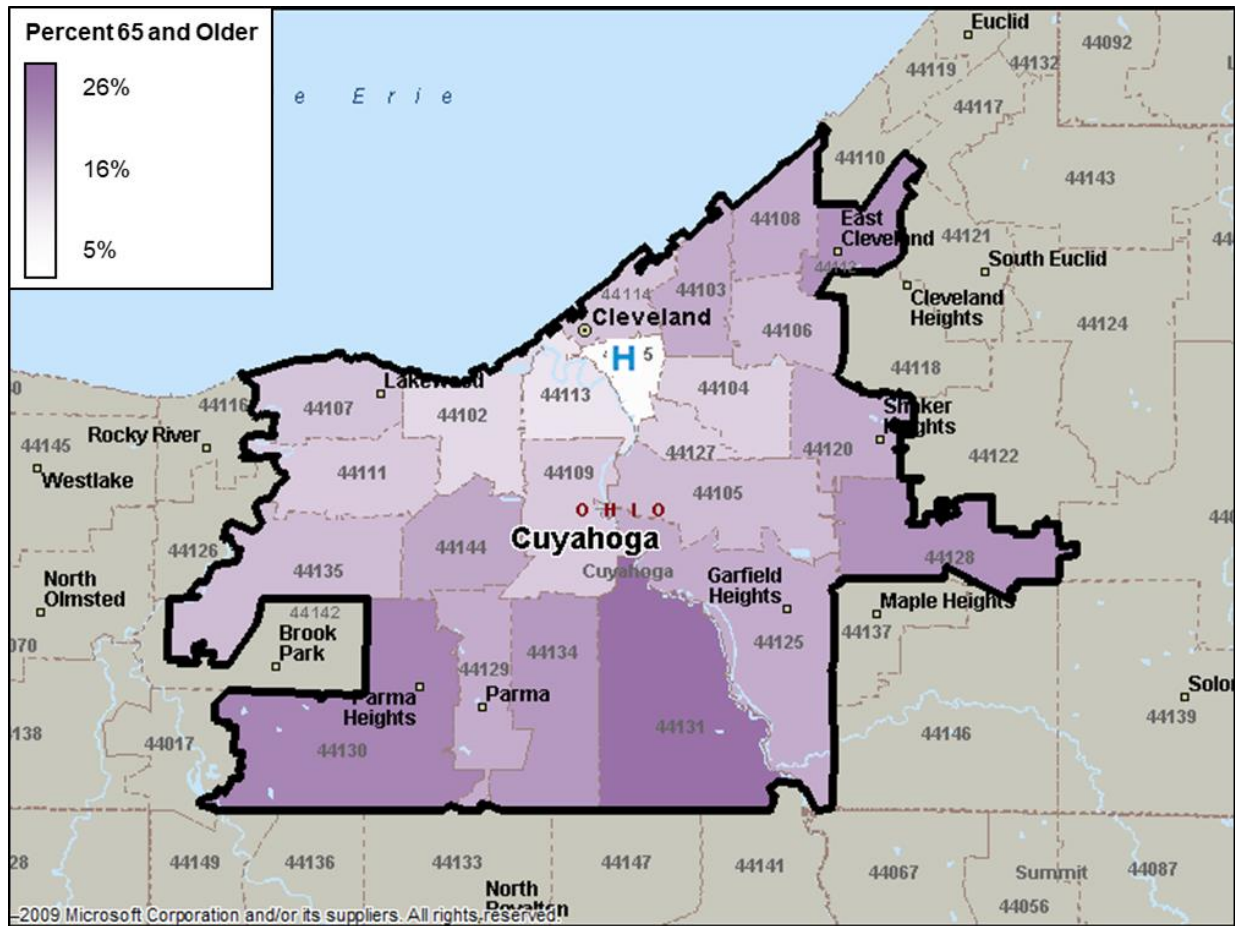 Percent 65 and Older
26%
16%
5%
e Erie
Euclid
44092
44119
44132
44117
44110
44143
44108
East
Cleveland
44112
44121
South Euclid
44114
44103
Cleveland
44106
Cleveland
Heights
44124
H
5
44118
Lakewood
44116
44107
44102
44113
44104
Shaker
Heights
Rocky River
44145
Westlake
44111
44109
44127
44120
44122
44105
OHIO
Cuyahoga
Cuyahoga
44126
44144
44128
44135
North
Olmsted
Garfield
Heights
Maple Heights
44142
Brook
Park
44137
070
44125
44129
44134
Parma
Parma
Heights
44131
Solon
44139
138
44017
44130
44146
28
44149
44136
44133
44147
44141
44067
Summit
44087
44056
North
Royalton
2009 Microsoft Corporation and/or its suppliers. All rights reserved.